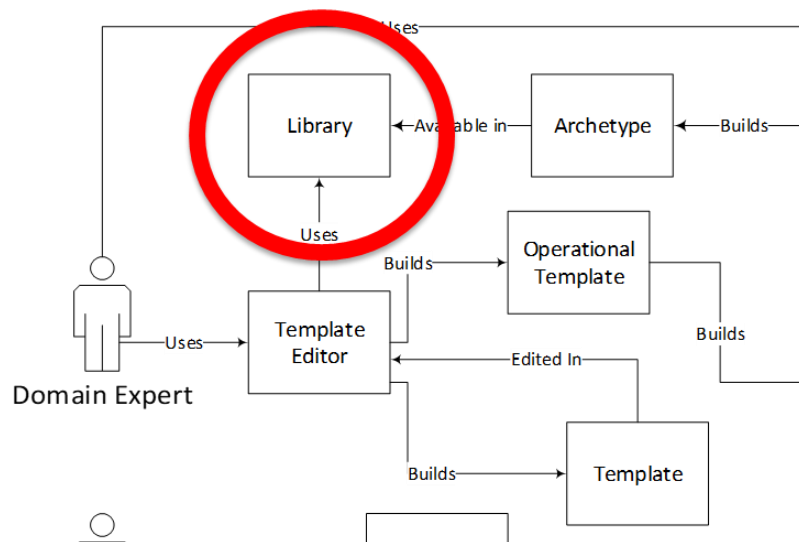 Uses
Library
Available in
Archetype
Builds
Uses
Operational
Template
Builds
Template
Editor
Uses
Builds
Edited In
Domain Expert
Builds
Template